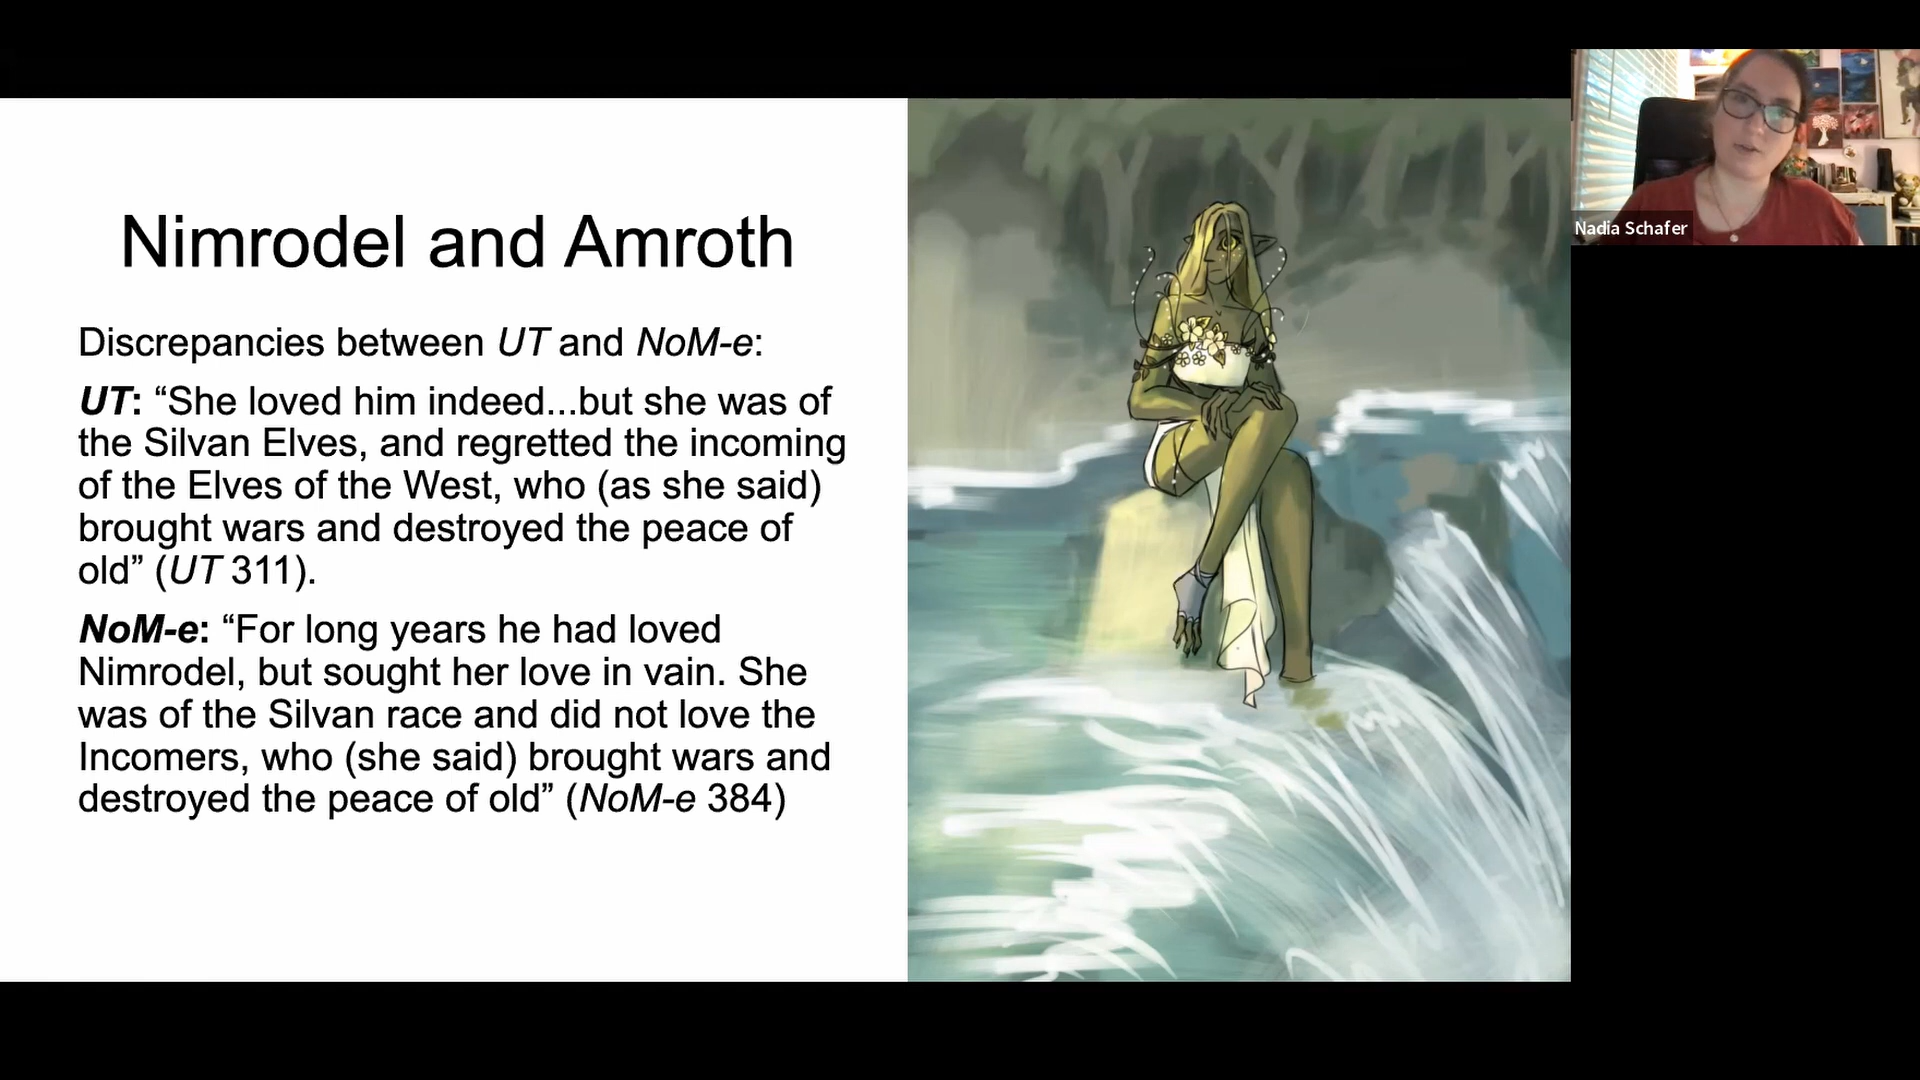 Nimrodel and Amroth
Discrepancies between UT and NoM-e:
UT: “She loved him indeed...but she was of
the Silvan Elves, and regretted the incoming
of the Elves of the West, who (as she said)
brought wars and destroyed the peace of
old” (UT 311).
NoM-e: “For long years he had loved
Nimrodel, but sought her love in vain. She
was of the Silvan race and did not love the
Incomers, who (she said) brought wars and
destroyed the peace of old” (NoM-e 384)
Nadia Schafer